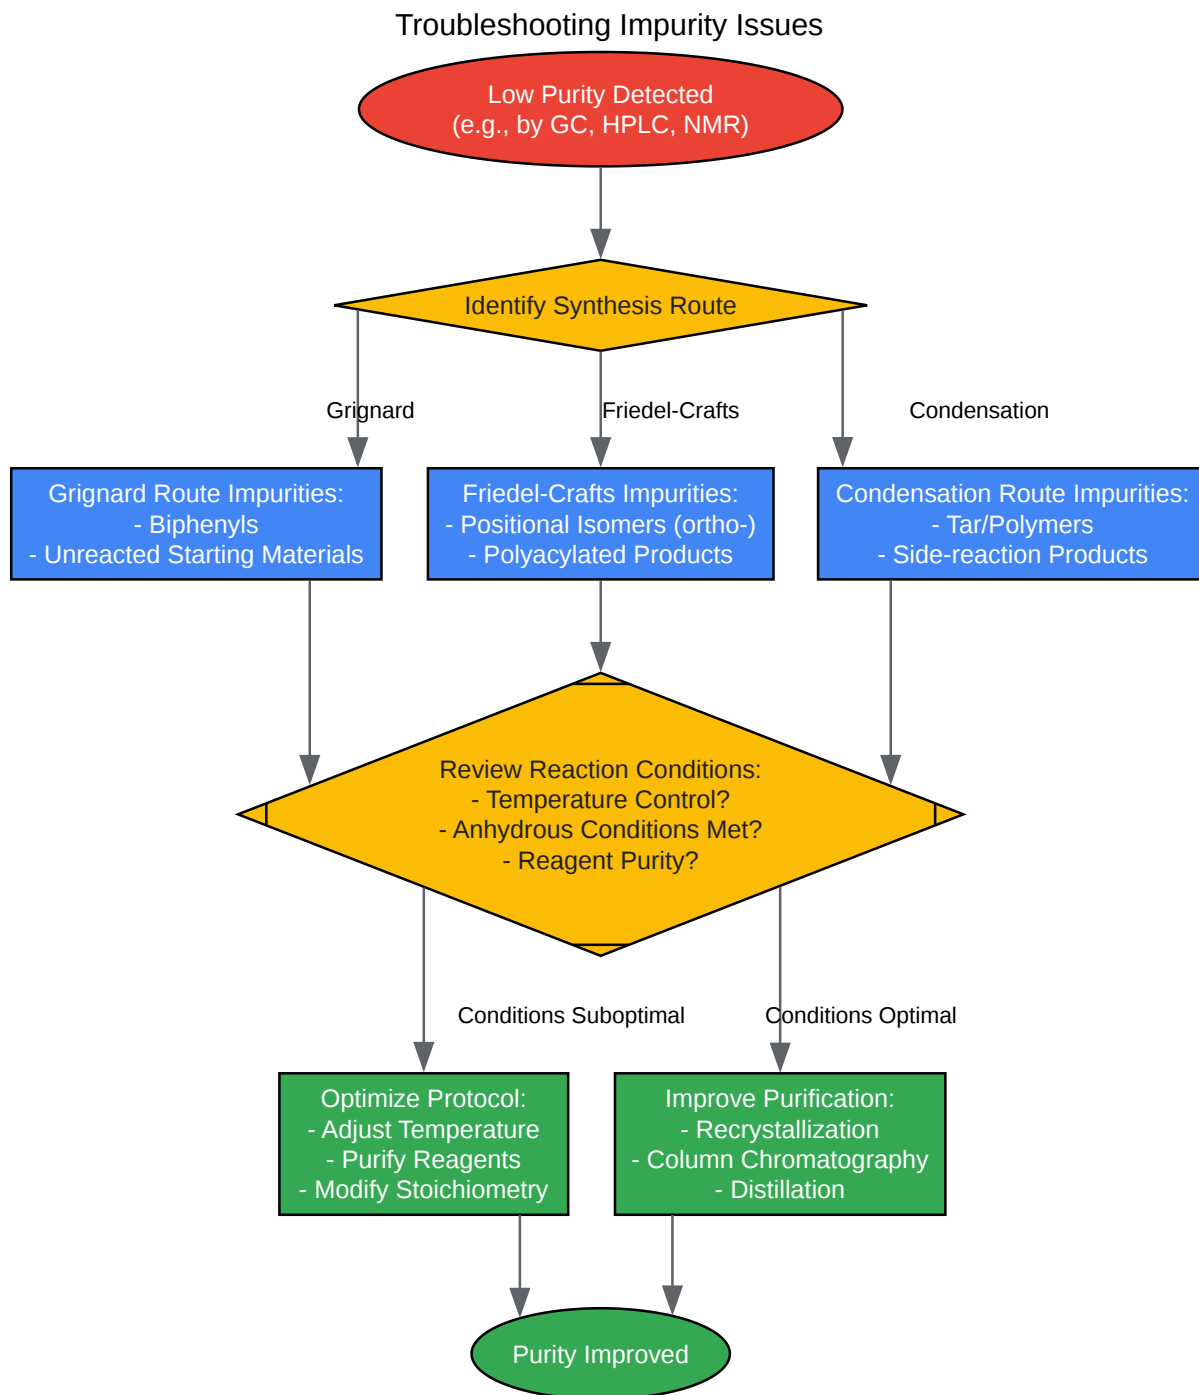 Troubleshooting Impurity Issues
Low Purity Detected
(e.g., by GC, HPLC, NMR)
Identify Synthesis Route
Grignard
Friedel-Crafts
Condensation
Grignard Route Impurities:
- Biphenyls
- Unreacted Starting Materials
Friedel-Crafts Impurities:
- Positional Isomers (ortho-)
- Polyacylated Products
Condensation Route Impurities:
- Tar/Polymers
- Side-reaction Products
Review Reaction Conditions:
- Temperature Control?
- Anhydrous Conditions Met?
- Reagent Purity?
Conditions Suboptimal
Conditions Optimal
Optimize Protocol:
- Adjust Temperature
- Purify Reagents
- Modify Stoichiometry
Improve Purification:
- Recrystallization
- Column Chromatography
- Distillation
Purity Improved